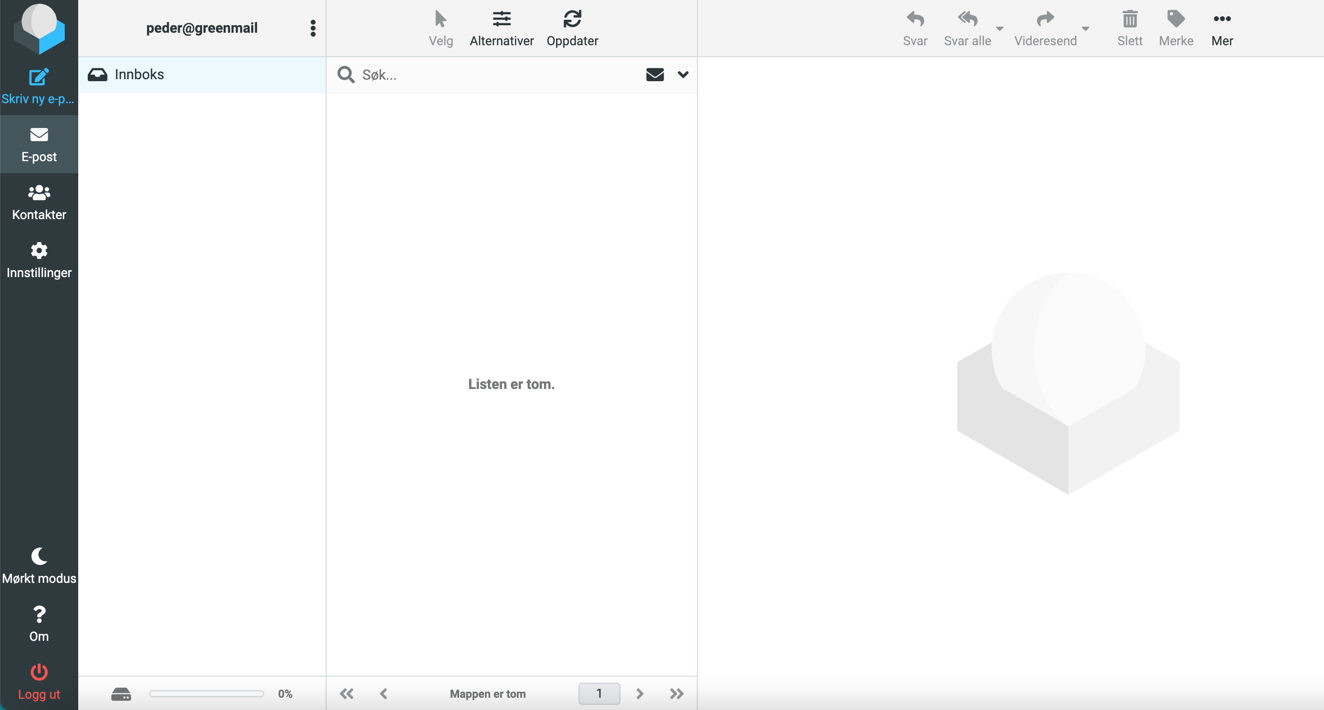 peder@greenmail
Velg
Alternativer
Oppdater
Svar
Svar alle
Videresend
Slett
Merke
Mer
Skriv ny e-p...
E-post
Kontakter
Innstillinger
Mørkt modus
Om
Logg ut
Innboks
0%
Søk...
Listen er tom.
Mappen er tom
1